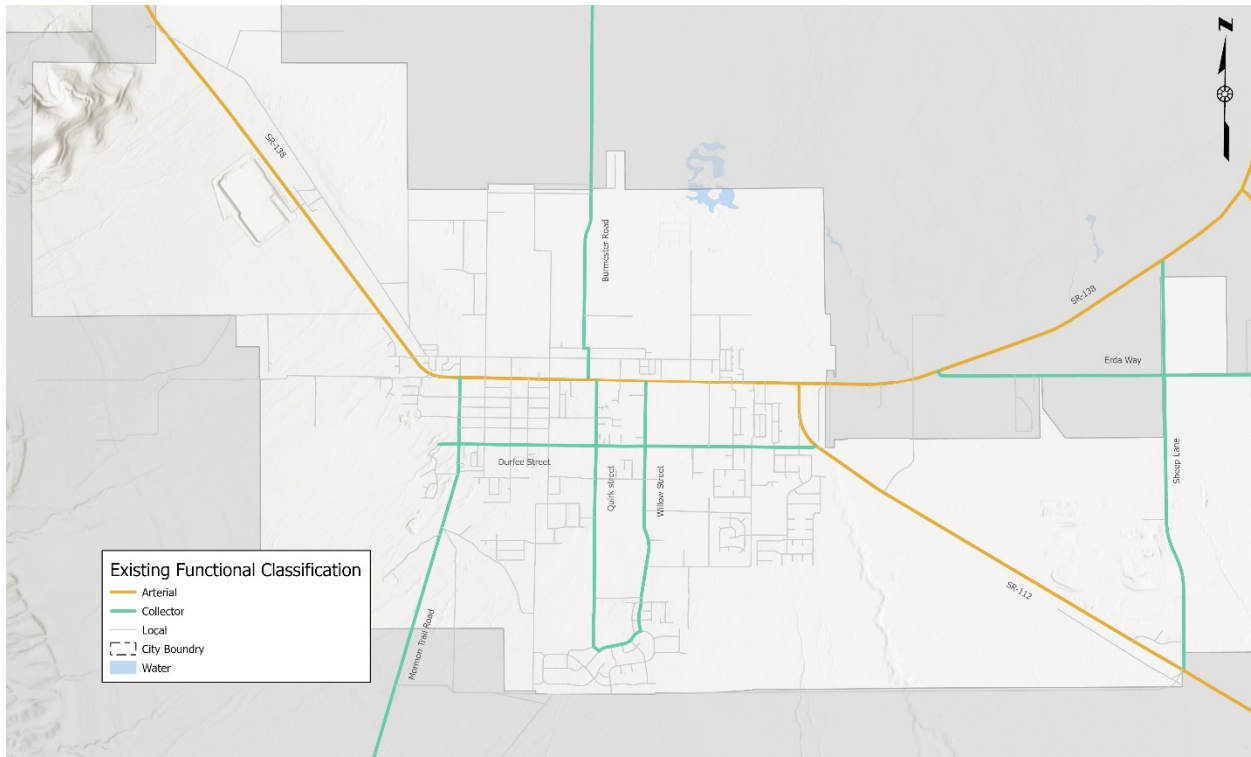 Z
SR-138
Burmester Road
SR-138
Erda Way
Sheep Lane
Durfee Street
Quirk street
Willow Street
SR-112
Mormon Trail Road
Existing Functional Classification
Arterial
Collector
Local
City Boundry
Water